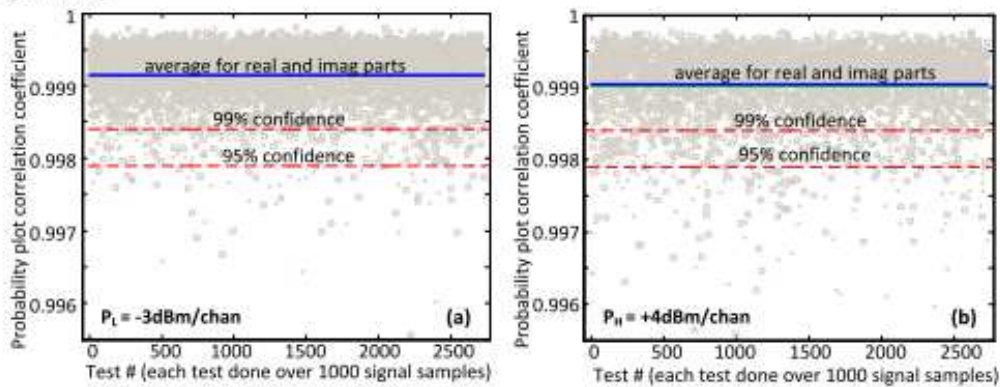 Probability plot correlation coefficient
1
0.999
0.998
0.997
0.996
average for real and imag parts
99% confidence
95% confidence
P_L = -3dBm/chan
(a)
0
500
1000
1500
2000
2500
Test # (each test done over 1000 signal samples)
Probability plot correlation coefficient
1
0.999
0.998
0.997
0.996
average for real and imag parts
99% confidence
95% confidence
P_H = +4dBm/chan
(b)
0
500
1000
1500
2000
2500
Test # (each test done over 1000 signal samples)